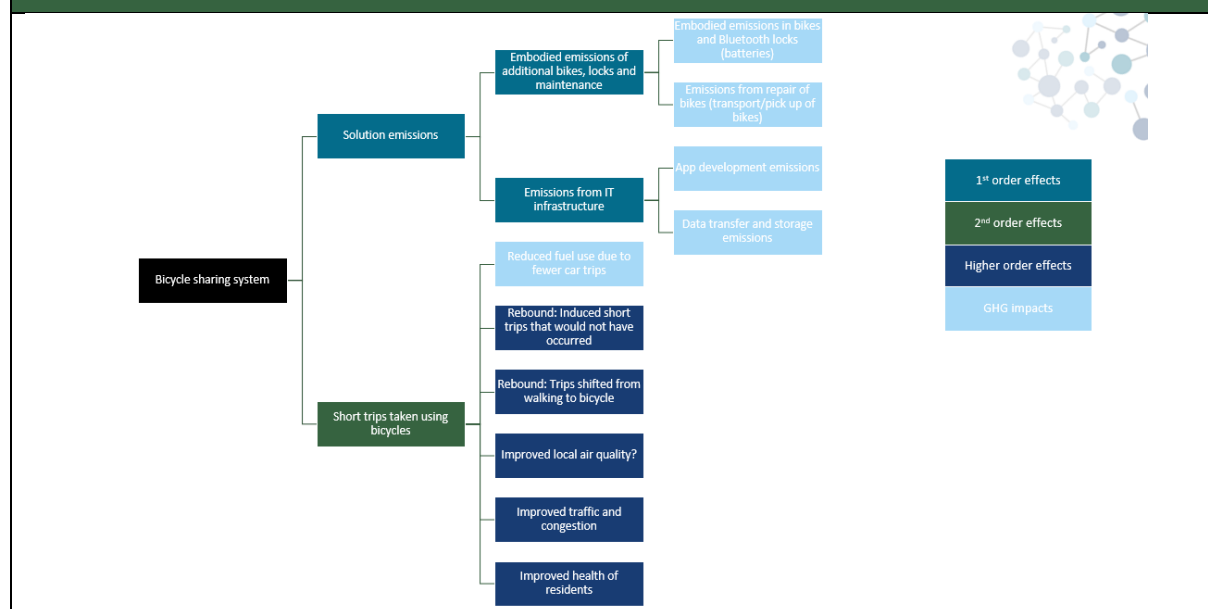 Embodied emissions in bikes
and Bluetooth locks
(batteries)
Embodied emissions of
additional bikes, locks and
maintenance
Emissions from repair of
bikes (transport/pick up of
bikes)
Solution emissions
App development emissions
Emissions from IT
infrastructure
Data transfer and storage
emissions
Bicycle sharing system
Reduced fuel use due to
fewer car trips
Rebound: Induced short
trips that would not have
occurred
Rebound: Trips shifted from
walking to bicycle
Short trips taken using
bicycles
Improved local air quality?
Improved traffic and
congestion
Improved health of
residents
1st order effects
2nd order effects
Higher order effects
GHG impacts